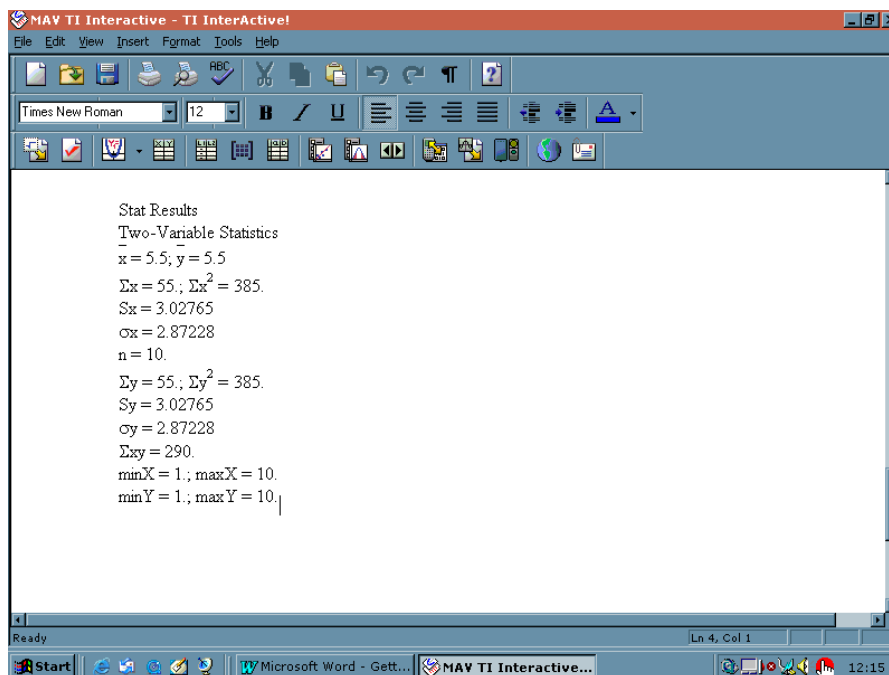 MAV TI Interactive - TI InterActive!
File Edit View Insert Format Tools Help
ABC
Times New Roman 12 B I U A
Stat Results
Two-Variable Statistics
x̅ = 5.5; y̅ = 5.5
Σx = 55.; Σx² = 385.
Sx = 3.02765
σx = 2.87228
n = 10.
Σy = 55.; Σy² = 385.
Sy = 3.02765
σy = 2.87228
Σxy = 290.
minX = 1.; maxX = 10.
minY = 1.; maxY = 10.
Ready Ln 4, Col 1
Start Microsoft Word - Gett... MAV TI Interactive... 12:15